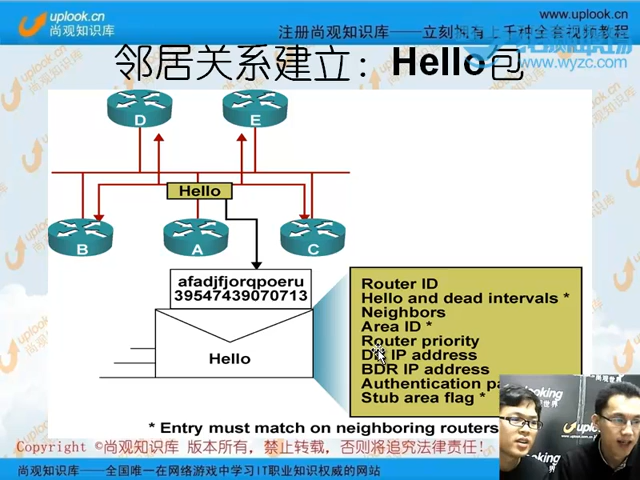 www.uplook.cn
uplook.cn
尚观知识库
注册尚观知识库——立刻拥有上千种全套视频教程
www.wyzc.com
邻居关系建立：Hello包
D
E
Hello
B
A
C
afadjfjorqpoeru
39547439070713
Hello
Router ID
Hello and dead intervals *
Neighbors
Area ID *
Router priority
DR IP address
BDR IP address
Authentication pa
Stub area flag *
* Entry must match on neighboring routers
Copyright ©尚观知识库 版本所有，禁止转载，否则将追究法律责任！
尚观知识库——全国唯一在网络游戏中学习IT职业知识权威的网站
www.uplook.cn